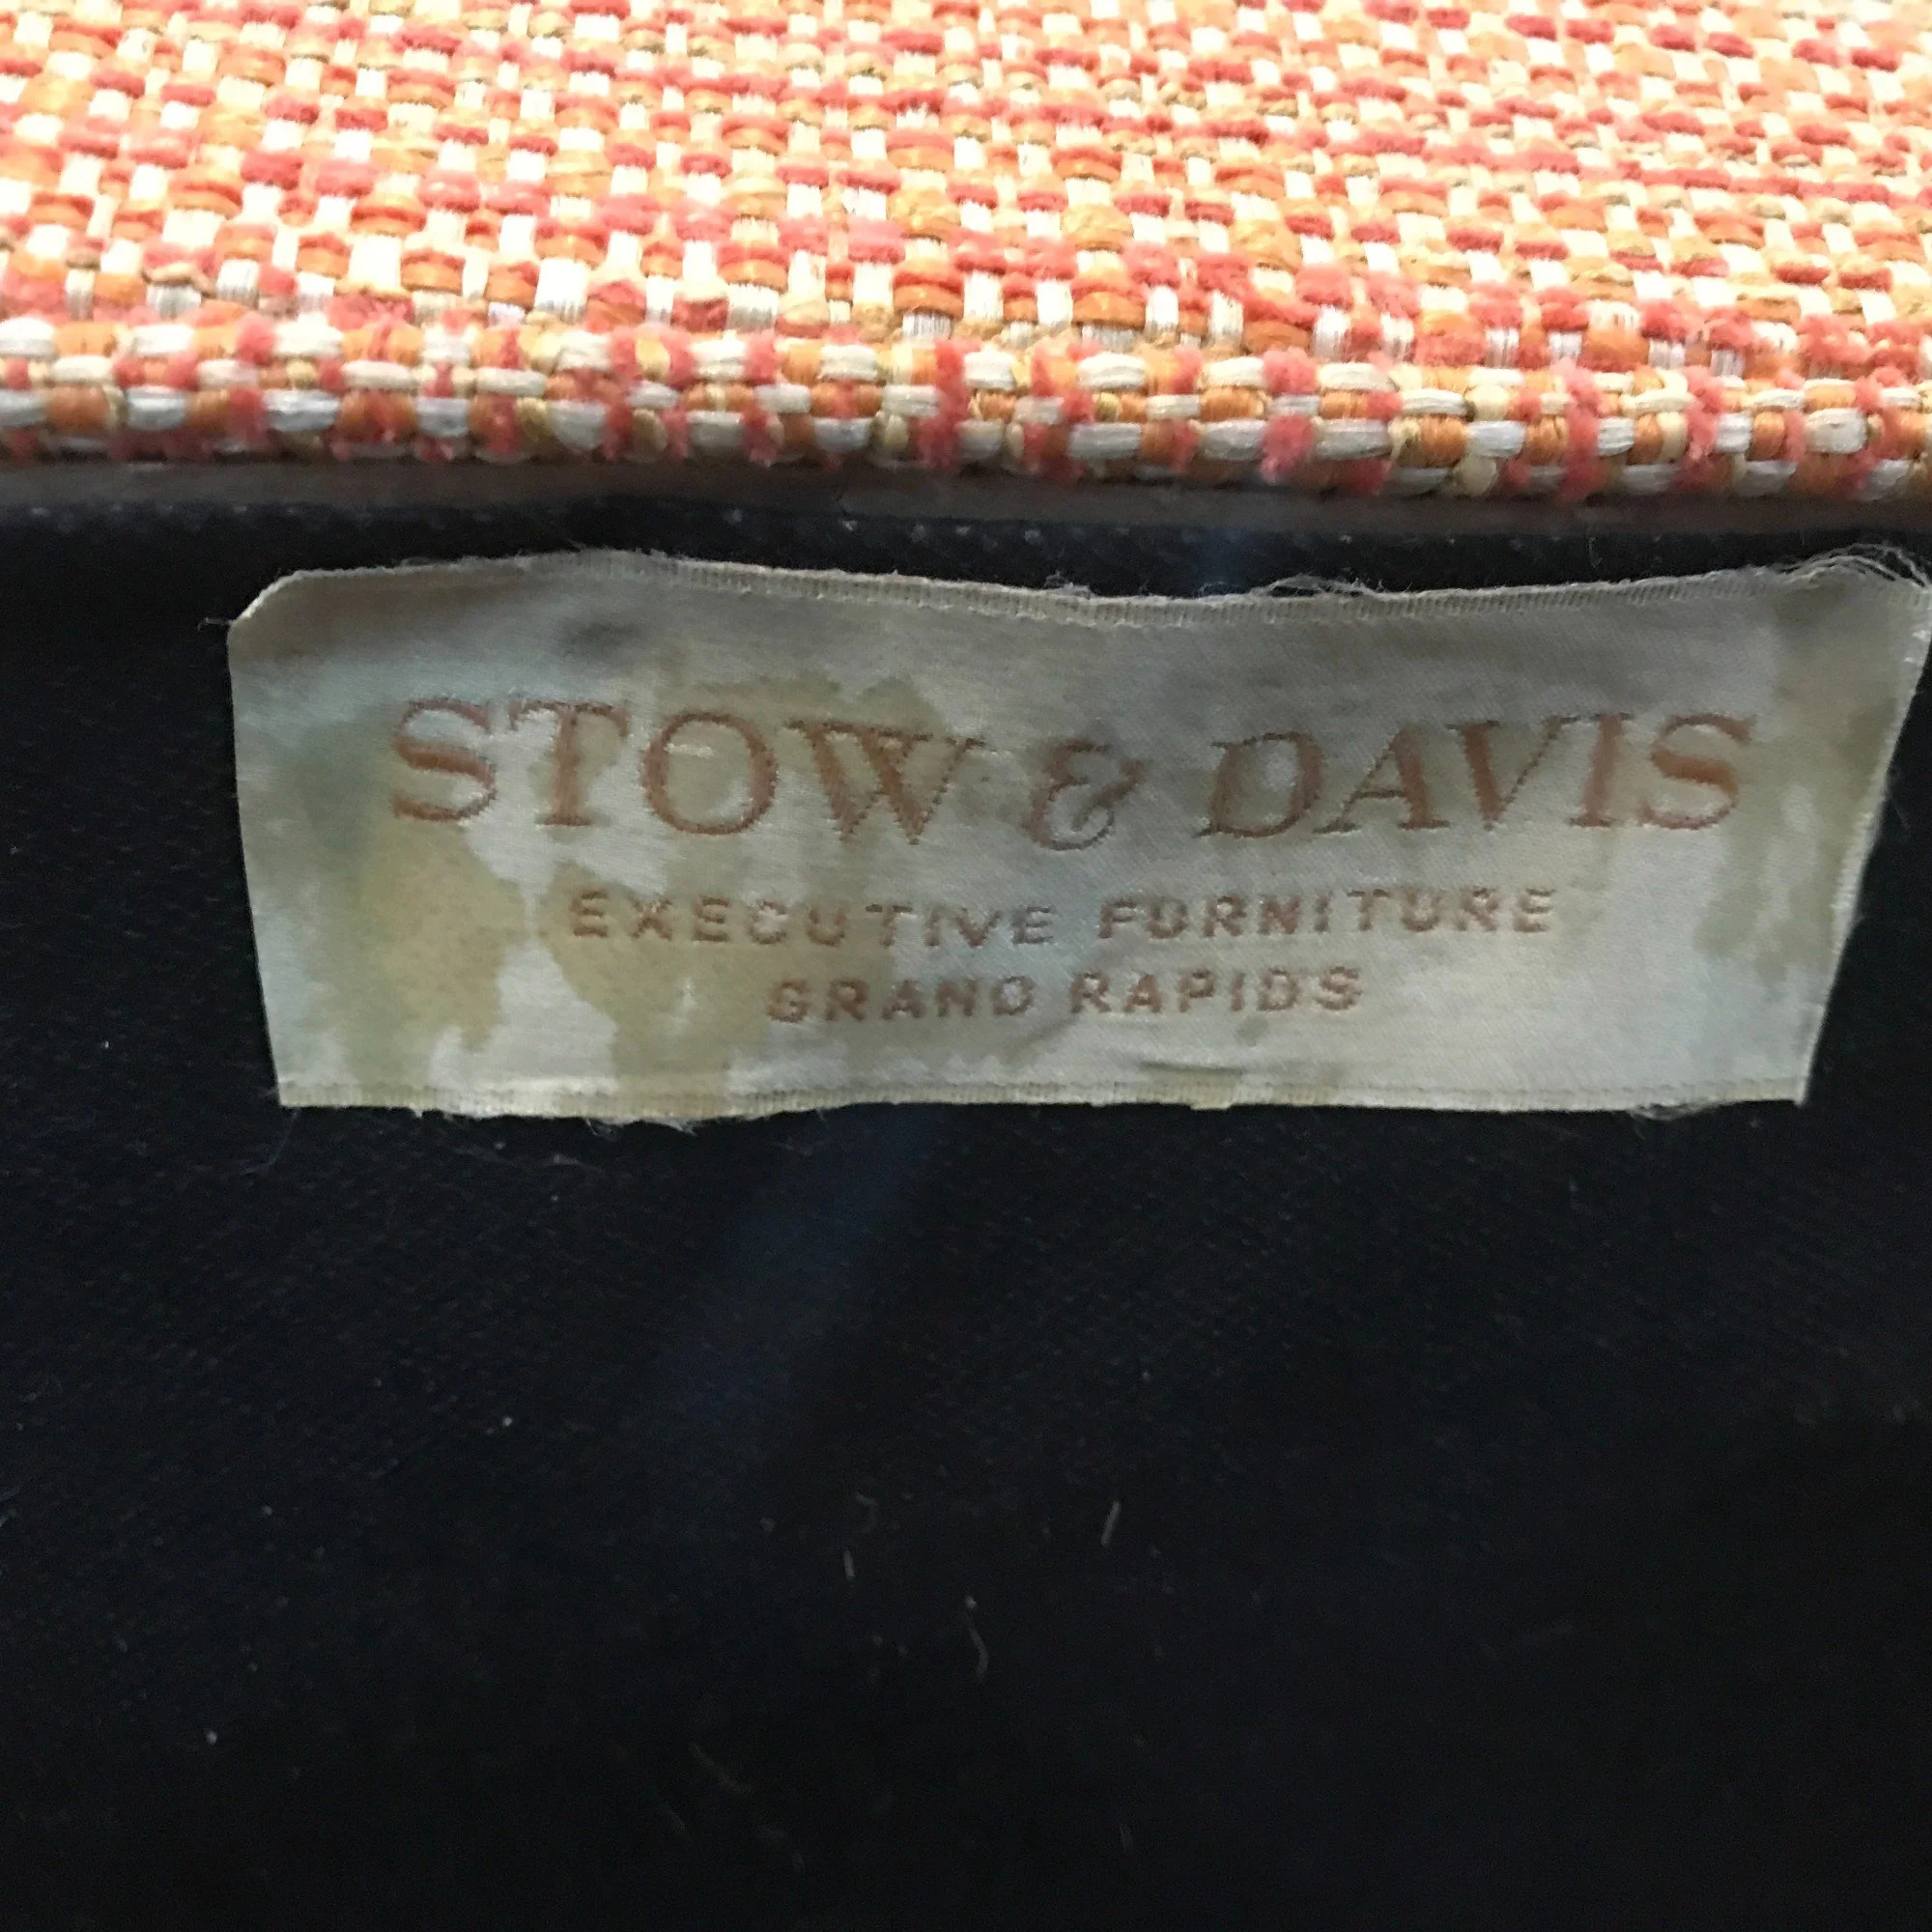 STOW & DAVIS
EXECUTIVE FURNITURE
GRAND RAPIDS